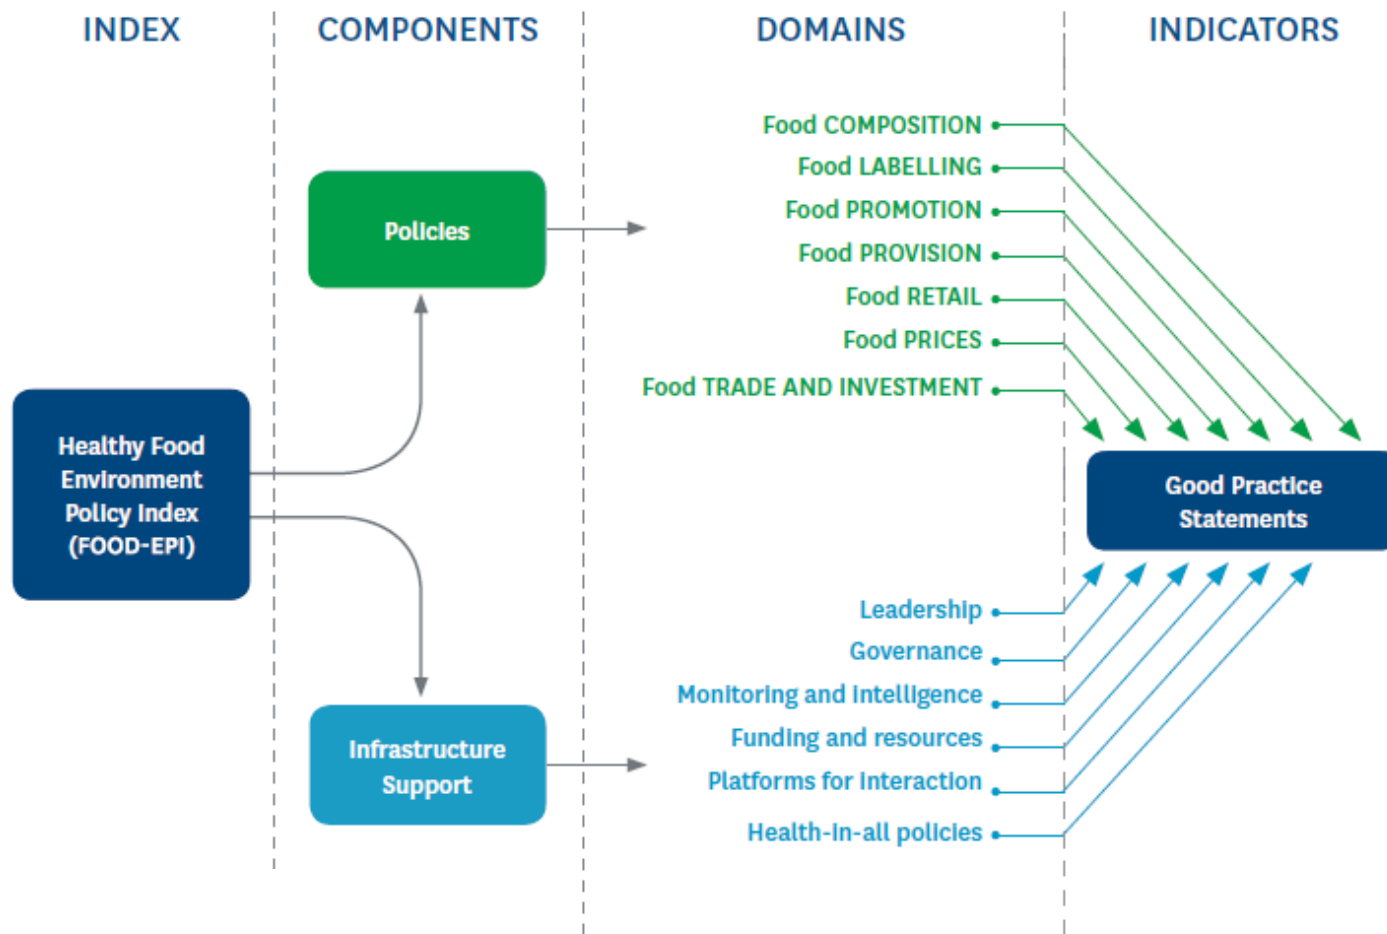 INDEX
COMPONENTS
DOMAINS
INDICATORS
Food COMPOSITION
Food LABELLING
Food PROMOTION
Food PROVISION
Food RETAIL
Food PRICES
Food TRADE AND INVESTMENT
Policies
Healthy Food
Environment
Policy Index
(FOOD-EPI)
Good Practice
Statements
Infrastructure
Support
Leadership
Governance
Monitoring and intelligence
Funding and resources
Platforms for Interaction
Health-in-all policies